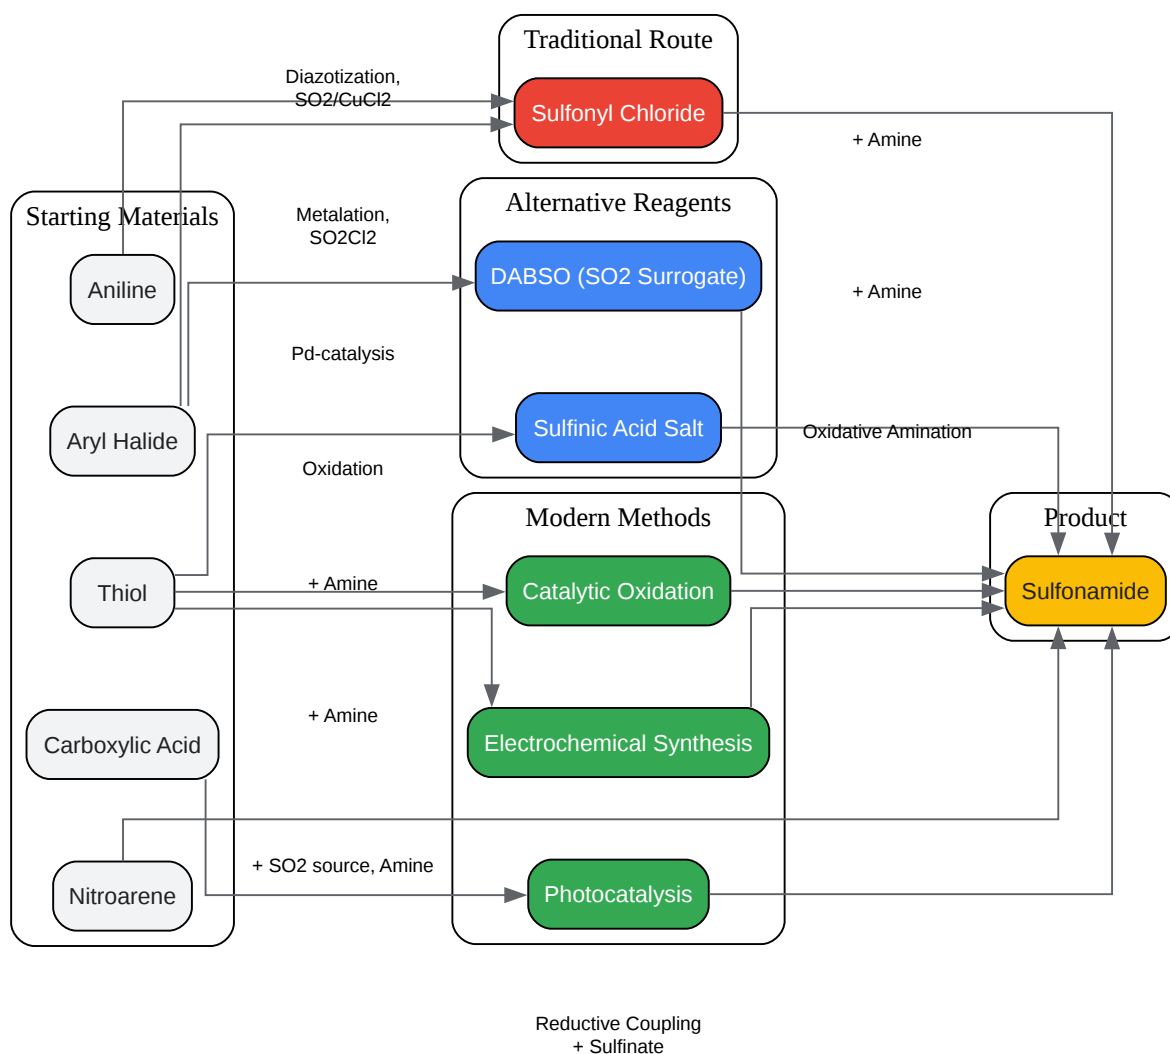 Traditional Route
Diazotization,
SO2/CuCl2
Sulfonyl Chloride
+ Amine
Starting Materials
Metalation,
SO2Cl2
Alternative Reagents
Aniline
DABSO (SO2 Surrogate)
+ Amine
Pd-catalysis
Aryl Halide
Sulfinic Acid Salt
Oxidative Amination
Oxidation
Modern Methods
Product
Thiol
+ Amine
Catalytic Oxidation
Sulfonamide
+ Amine
Carboxylic Acid
Electrochemical Synthesis
+ SO2 source, Amine
Nitroarene
Photocatalysis
Reductive Coupling
+ Sulfinate